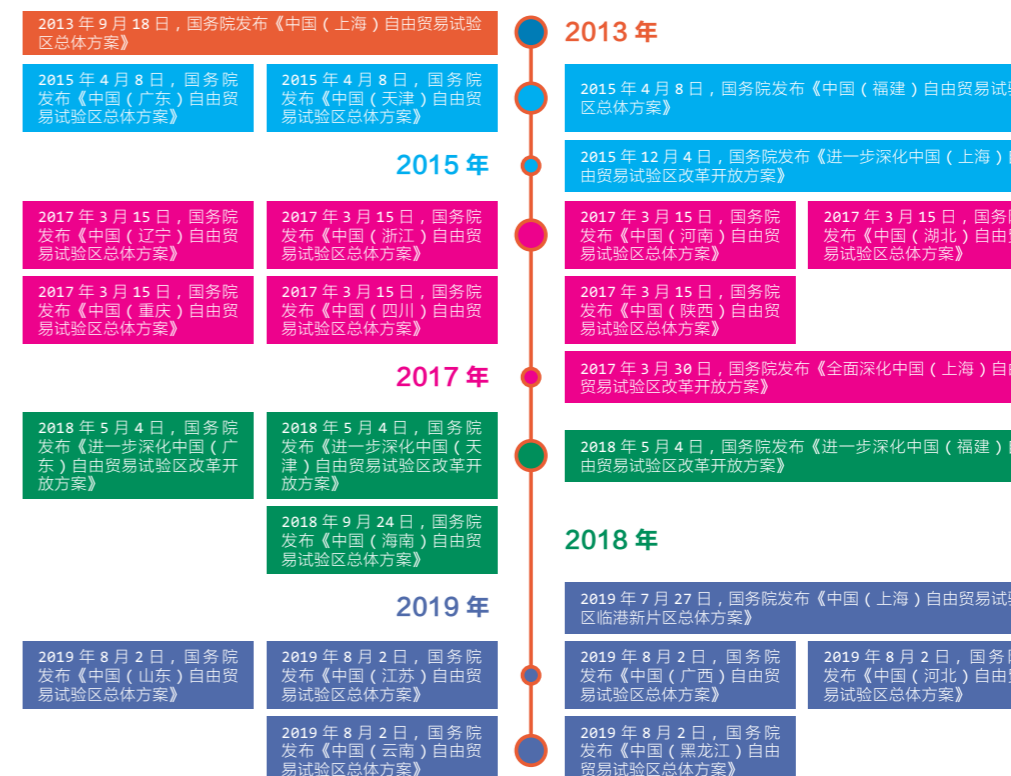 2013 年 9 月 18 日，国务院发布《中国（上海）自由贸易试验
区总体方案》
2013 年
2015 年 4 月 8 日，国务院
发布《中国（广东）自由贸
易试验区总体方案》
2015 年 4 月 8 日，国务院
发布《中国（天津）自由贸
易试验区总体方案》
2015 年 4 月 8 日，国务院发布《中国（福建）自由贸易试
区总体方案》
2015 年
2015 年 12 月 4 日，国务院发布《进一步深化中国（上海）
由贸易试验区改革开放方案》
2017 年 3 月 15 日，国务院
发布《中国（辽宁）自由贸
易试验区总体方案》
2017 年 3 月 15 日，国务院
发布《中国（浙江）自由贸
易试验区总体方案》
2017 年 3 月 15 日，国务院
发布《中国（河南）自由贸
易试验区总体方案》
2017 年 3 月 15 日，国务
发布《中国（湖北）自由
易试验区总体方案》
2017 年 3 月 15 日，国务院
发布《中国（重庆）自由贸
易试验区总体方案》
2017 年 3 月 15 日，国务院
发布《中国（四川）自由贸
易试验区总体方案》
2017 年 3 月 15 日，国务院
发布《中国（陕西）自由贸
易试验区总体方案》
2017 年
2017 年 3 月 30 日，国务院发布《全面深化中国（上海）自
贸易试验区改革开放方案》
2018 年 5 月 4 日，国务院
发布《进一步深化中国（广
东）自由贸易试验区改革开
放方案》
2018 年 5 月 4 日，国务院
发布《进一步深化中国（天
津）自由贸易试验区改革开
放方案》
2018 年 5 月 4 日，国务院发布《进一步深化中国（福建）
由贸易试验区改革开放方案》
2018 年 9 月 24 日，国务院
发布《中国（海南）自由贸
易试验区总体方案》
2018 年
2019 年
2019 年 7 月 27 日，国务院发布《中国（上海）自由贸易试
区临港新片区总体方案》
2019 年 8 月 2 日，国务院
发布《中国（山东）自由贸
易试验区总体方案》
2019 年 8 月 2 日，国务院
发布《中国（江苏）自由贸
易试验区总体方案》
2019 年 8 月 2 日，国务院
发布《中国（广西）自由贸
易试验区总体方案》
2019 年 8 月 2 日，国务
发布《中国（河北）自由
易试验区总体方案》
2019 年 8 月 2 日，国务院
发布《中国（云南）自由贸
易试验区总体方案》
2019 年 8 月 2 日，国务院
发布《中国（黑龙江）自由
贸易试验区总体方案》